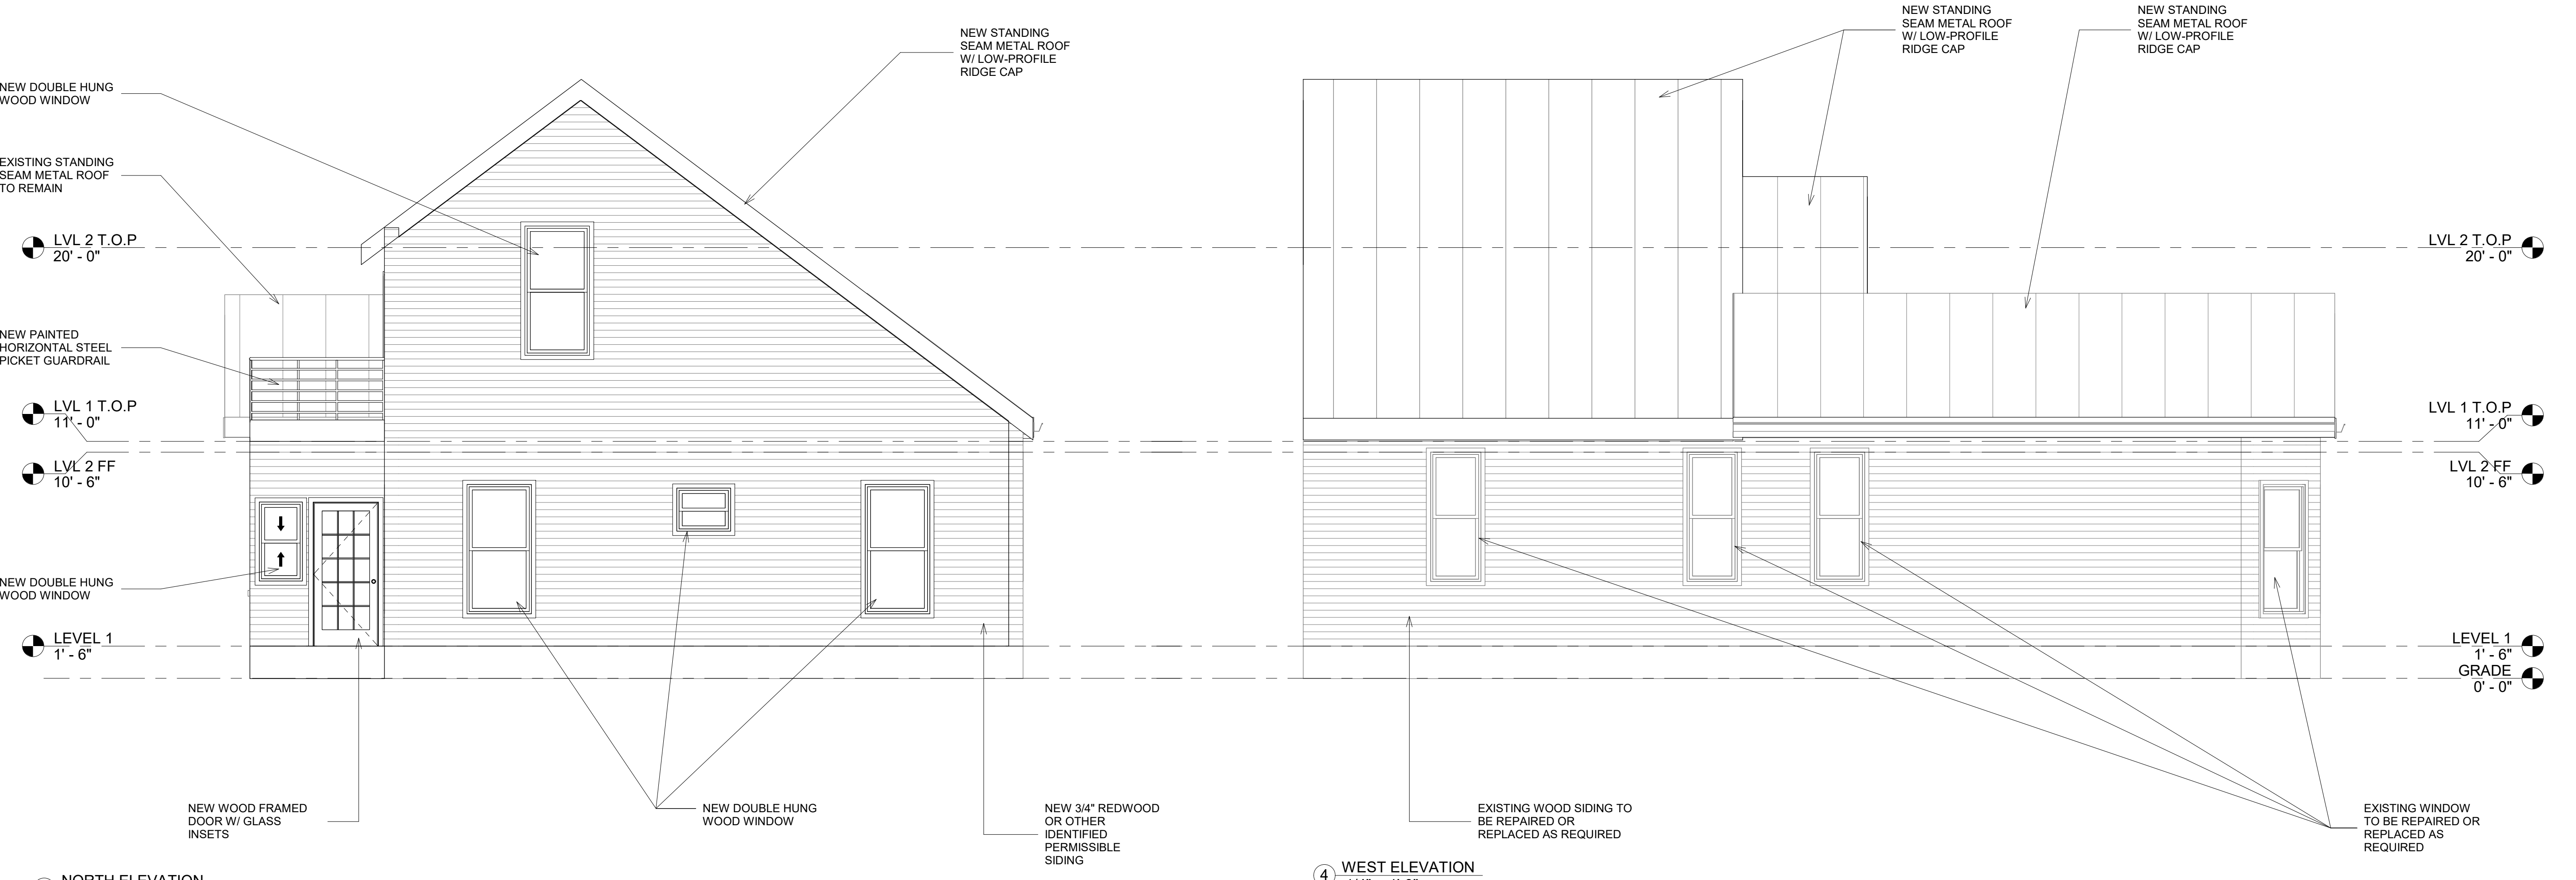 NEW STANDING
SEAM METAL ROOF
W/ LOW-PROFILE
RIDGE CAP
NEW DOUBLE HUNG
WOOD WINDOW
EXISTING STANDING
SEAM METAL ROOF
TO REMAIN
LVL 2 T.O.P
20' - 0"
NEW PAINTED
HORIZONTAL STEEL
PICKET GUARDRAIL
LVL 1 T.O.P
11' - 0"
LVL 2 FF
10' - 6"
NEW DOUBLE HUNG
WOOD WINDOW
LEVEL 1
1' - 6"
NEW WOOD FRAMED
DOOR W/ GLASS
INSETS
NEW DOUBLE HUNG
WOOD WINDOW
NEW 3/4" REDWOOD
OR OTHER
IDENTIFIED
PERMISSIBLE
SIDING
NORTH ELEVATION
NEW STANDING
SEAM METAL ROOF
W/ LOW-PROFILE
RIDGE CAP
NEW STANDING
SEAM METAL ROOF
W/ LOW-PROFILE
RIDGE CAP
LVL 2 T.O.P
20' - 0"
LVL 1 T.O.P
11' - 0"
LVL 2 FF
10' - 6"
LEVEL 1
1' - 6"
GRADE
0' - 0"
EXISTING WOOD SIDING TO
BE REPAIRED OR
REPLACED AS REQUIRED
EXISTING WINDOW
TO BE REPAIRED OR
REPLACED AS
REQUIRED
4 WEST ELEVATION